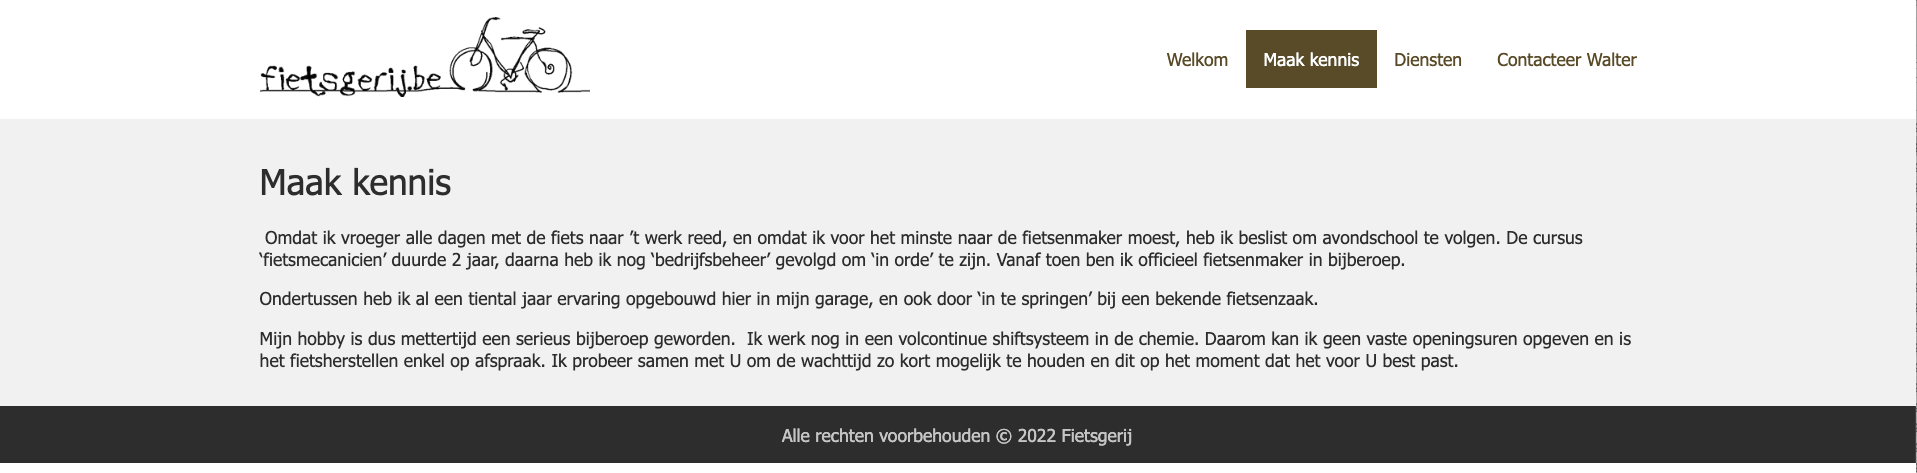 fietsgerij.be
Welkom Maak kennis Diensten Contacteer Walter
Maak kennis
Omdat ik vroeger alle dagen met de fiets naar ’t werk reed, en omdat ik voor het minste naar de fietsenmaker moest, heb ik beslist om avondschool te volgen. De cursus
‘fietsmecanicien’ duurde 2 jaar, daarna heb ik nog ‘bedrijfsbeheer’ gevolgd om ‘in orde’ te zijn. Vanaf toen ben ik officieel fietsenmaker in bijberoep.
Ondertussen heb ik al een tiental jaar ervaring opgebouwd hier in mijn garage, en ook door ‘in te springen’ bij een bekende fietsenzaak.
Mijn hobby is dus mettertijd een serieus bijberoep geworden.  Ik werk nog in een volcontinue shiftsysteem in de chemie. Daarom kan ik geen vaste openingsuren opgeven en is
het fietsherstellen enkel op afspraak. Ik probeer samen met U om de wachttijd zo kort mogelijk te houden en dit op het moment dat het voor U best past.
Alle rechten voorbehouden © 2022 Fietsgerij